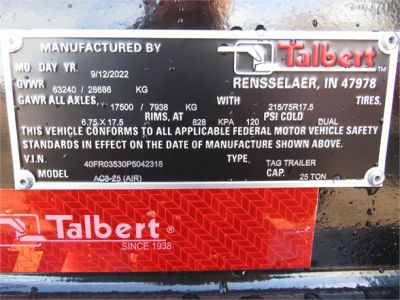 MANUFACTURED BY Talbert™
MO. DAY YR. 9/12/2022 RENSSELAER, IN 47978
GVWR 63240 / 28686 KG
GAWR ALL AXLES, 17500 / 7938 KG WITH 215/75R17.5 TIRES,
6.75 X 17.5 RIMS, AT 828 KPA 120 PSI COLD DUAL
THIS VEHICLE CONFORMS TO ALL APPLICABLE FEDERAL MOTOR VEHICLE SAFETY
STANDARDS IN EFFECT ON THE DATE OF MANUFACTURE SHOWN ABOVE.
V.I.N. 40FR03530P5042318 TYPE TAG TRAILER
MODEL AC3-25 (AIR) CAP. 25 TON
Talbert
SINCE 1938